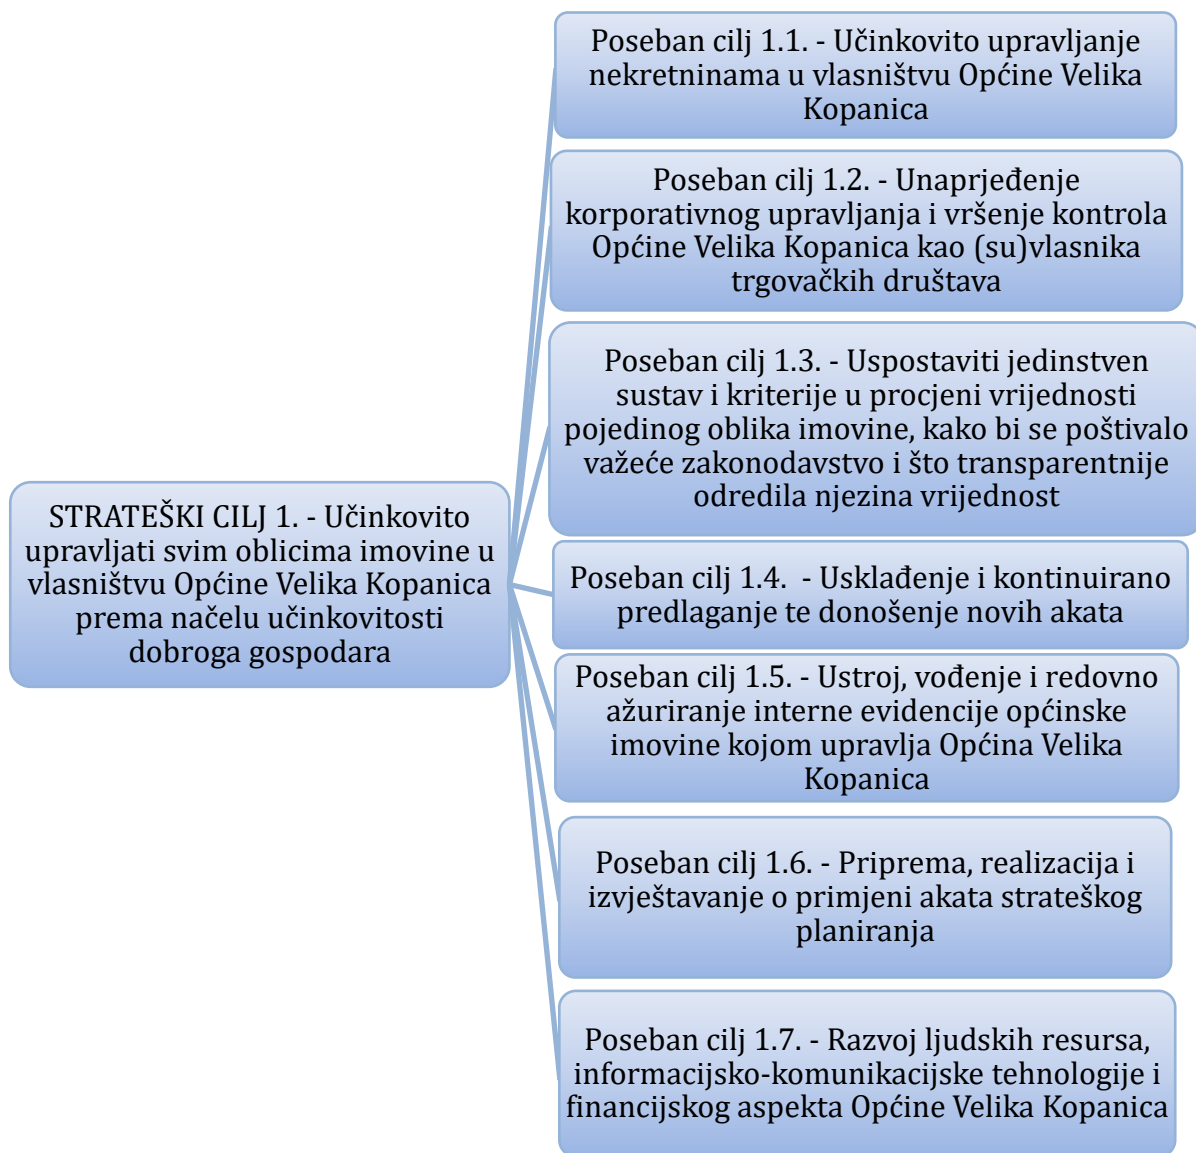 STRATEŠKI CILJ 1. - Učinkovito
upravljati svim oblicima imovine u
vlasništvu Općine Velika Kopanica
prema načelu učinkovitosti
dobroga gospodara
Poseban cilj 1.1. - Učinkovito upravljanje
nekretninama u vlasništvu Općine Velika
Kopanica
Poseban cilj 1.2. - Unaprjeđenje
korporativnog upravljanja i vršenje kontrola
Općine Velika Kopanica kao (su)vlasnika
trgovačkih društava
Poseban cilj 1.3. - Uspostaviti jedinstven
sustav i kriterije u procjeni vrijednosti
pojedinog oblika imovine, kako bi se poštivalo
važeće zakonodavstvo i što transparentnije
odredila njezina vrijednost
Poseban cilj 1.4.  - Usklađenje i kontinuirano
predlaganje te donošenje novih akata
Poseban cilj 1.5. - Ustroj, vođenje i redovno
ažuriranje interne evidencije općinske
imovine kojom upravlja Općina Velika
Kopanica
Poseban cilj 1.6. - Priprema, realizacija i
izvještavanje o primjeni akata strateškog
planiranja
Poseban cilj 1.7. - Razvoj ljudskih resursa,
informacijsko-komunikacijske tehnologije i
financijskog aspekta Općine Velika Kopanica